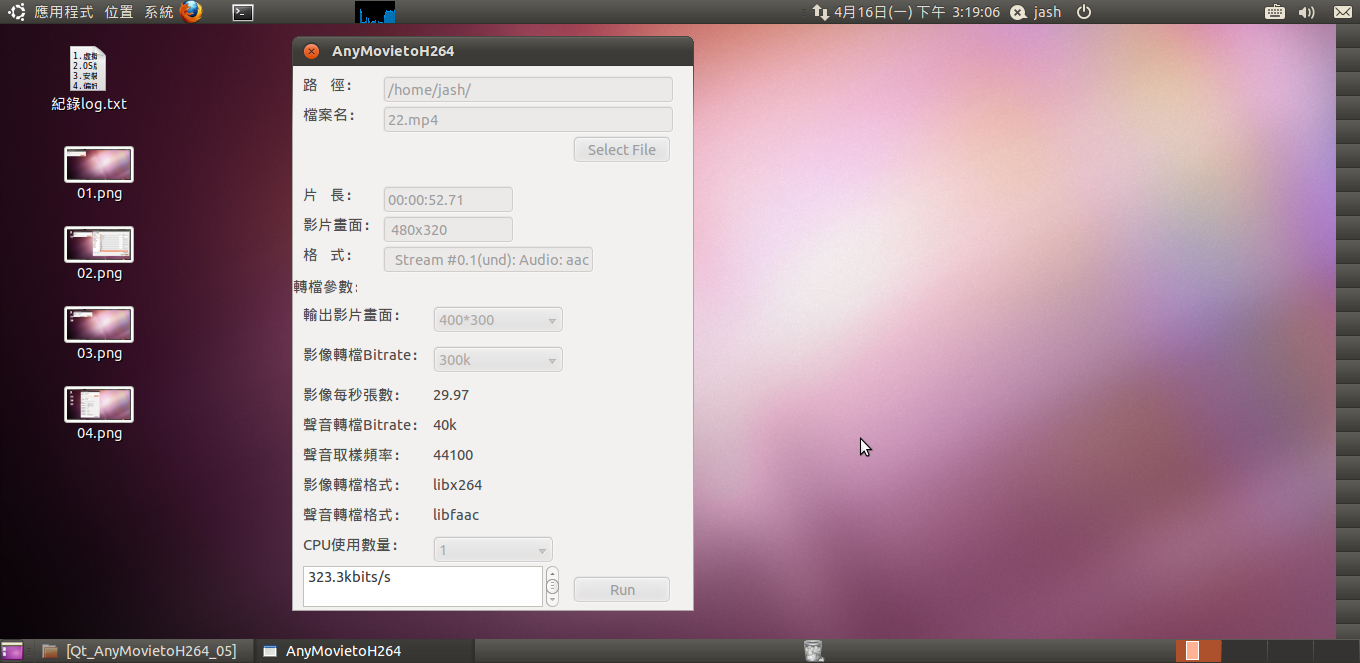 應用程式 位置 系統 4月16日(一) 下午 3:19:06 jash
1.虛擬
2.OS版
3.安裝
4.偏好
紀錄log.txt
01.png
02.png
03.png
04.png
AnyMovietoH264
路 徑: /home/jash/
檔案名: 22.mp4
Select File
片 長: 00:00:52.71
影片畫面: 480x320
格 式: Stream #0.1(und): Audio: aac
轉檔參數:
輸出影片畫面: 400*300
影像轉檔Bitrate: 300k
影像每秒張數: 29.97
聲音轉檔Bitrate: 40k
聲音取樣頻率: 44100
影像轉檔格式: libx264
聲音轉檔格式: libfaac
CPU使用數量: 1
323.3kbits/s
Run
[Qt_AnyMovietoH264_05] AnyMovietoH264